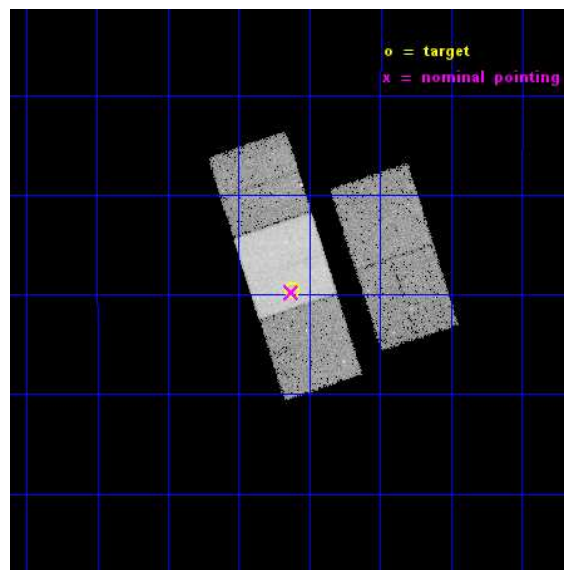 o = target
x = nominal pointing